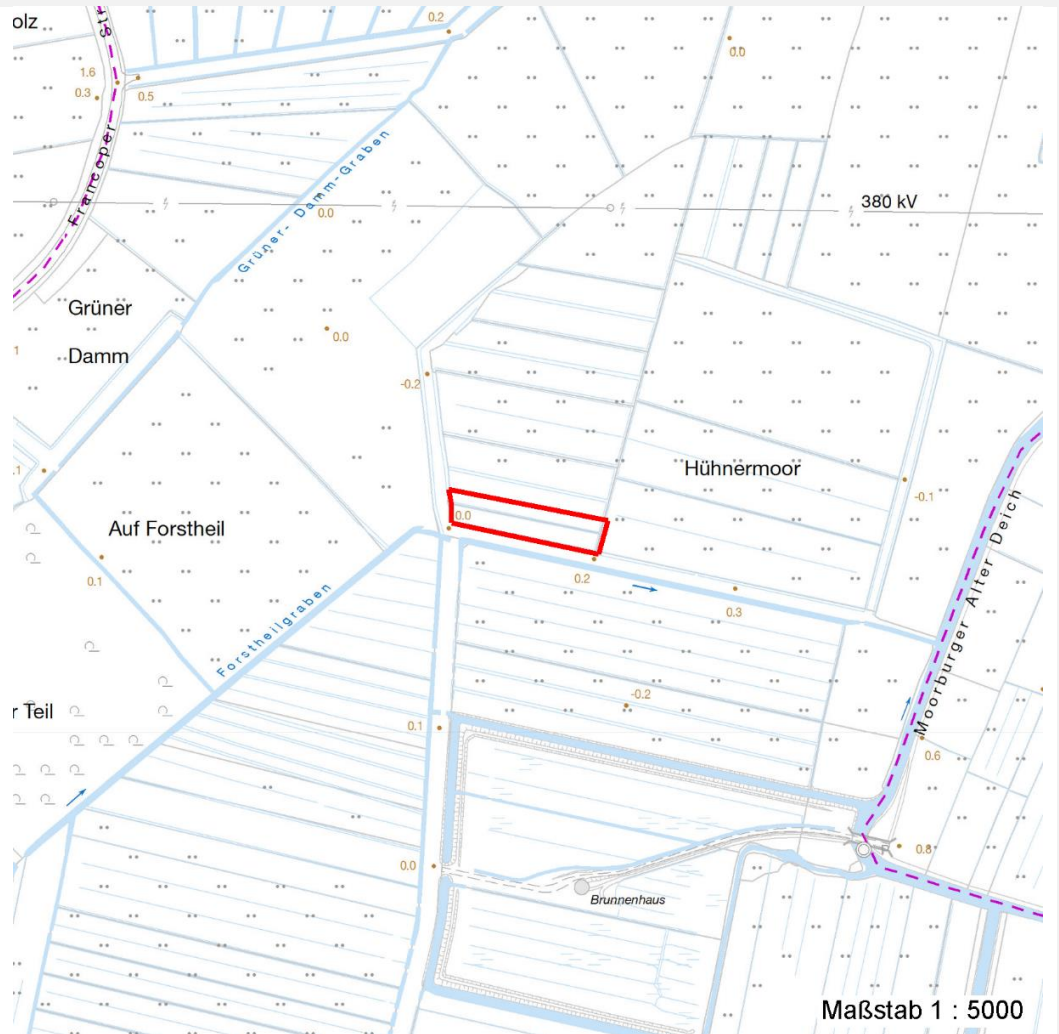 olz
0.2
0.0
1.6
0.3
0.5
Francoper
0.0
Grüner- Damm-Graben
380 kV
Grüner
Damm
0.0
-0.2
Hühnermoor
-0.1
Auf Forstheil
0.0
0.1
0.2
0.3
Forstheilgraben
Moorburger Alter Deich
-0.2
r Teil
0.1
0.6
0.8
0.0
Brunnenhaus
Maßstab 1 : 5000